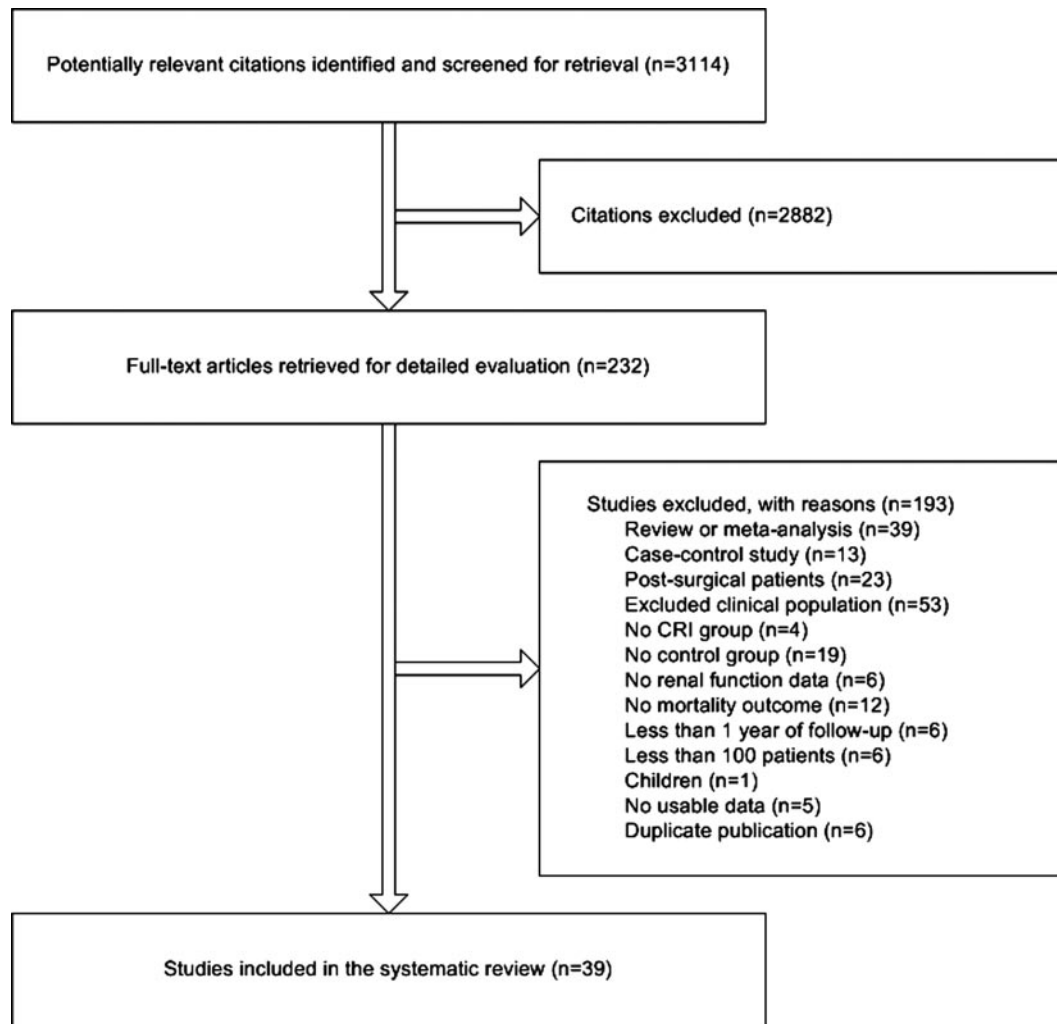 Potentially relevant citations identified and screened for retrieval (n=3114)
Citations excluded (n=2882)
Full-text articles retrieved for detailed evaluation (n=232)
Studies excluded, with reasons (n=193)
Review or meta-analysis (n=39)
Case-control study (n=13)
Post-surgical patients (n=23)
Excluded clinical population (n=53)
No CRI group (n=4)
No control group (n=19)
No renal function data (n=6)
No mortality outcome (n=12)
Less than 1 year of follow-up (n=6)
Less than 100 patients (n=6)
Children (n=1)
No usable data (n=5)
Duplicate publication (n=6)
Studies included in the systematic review (n=39)